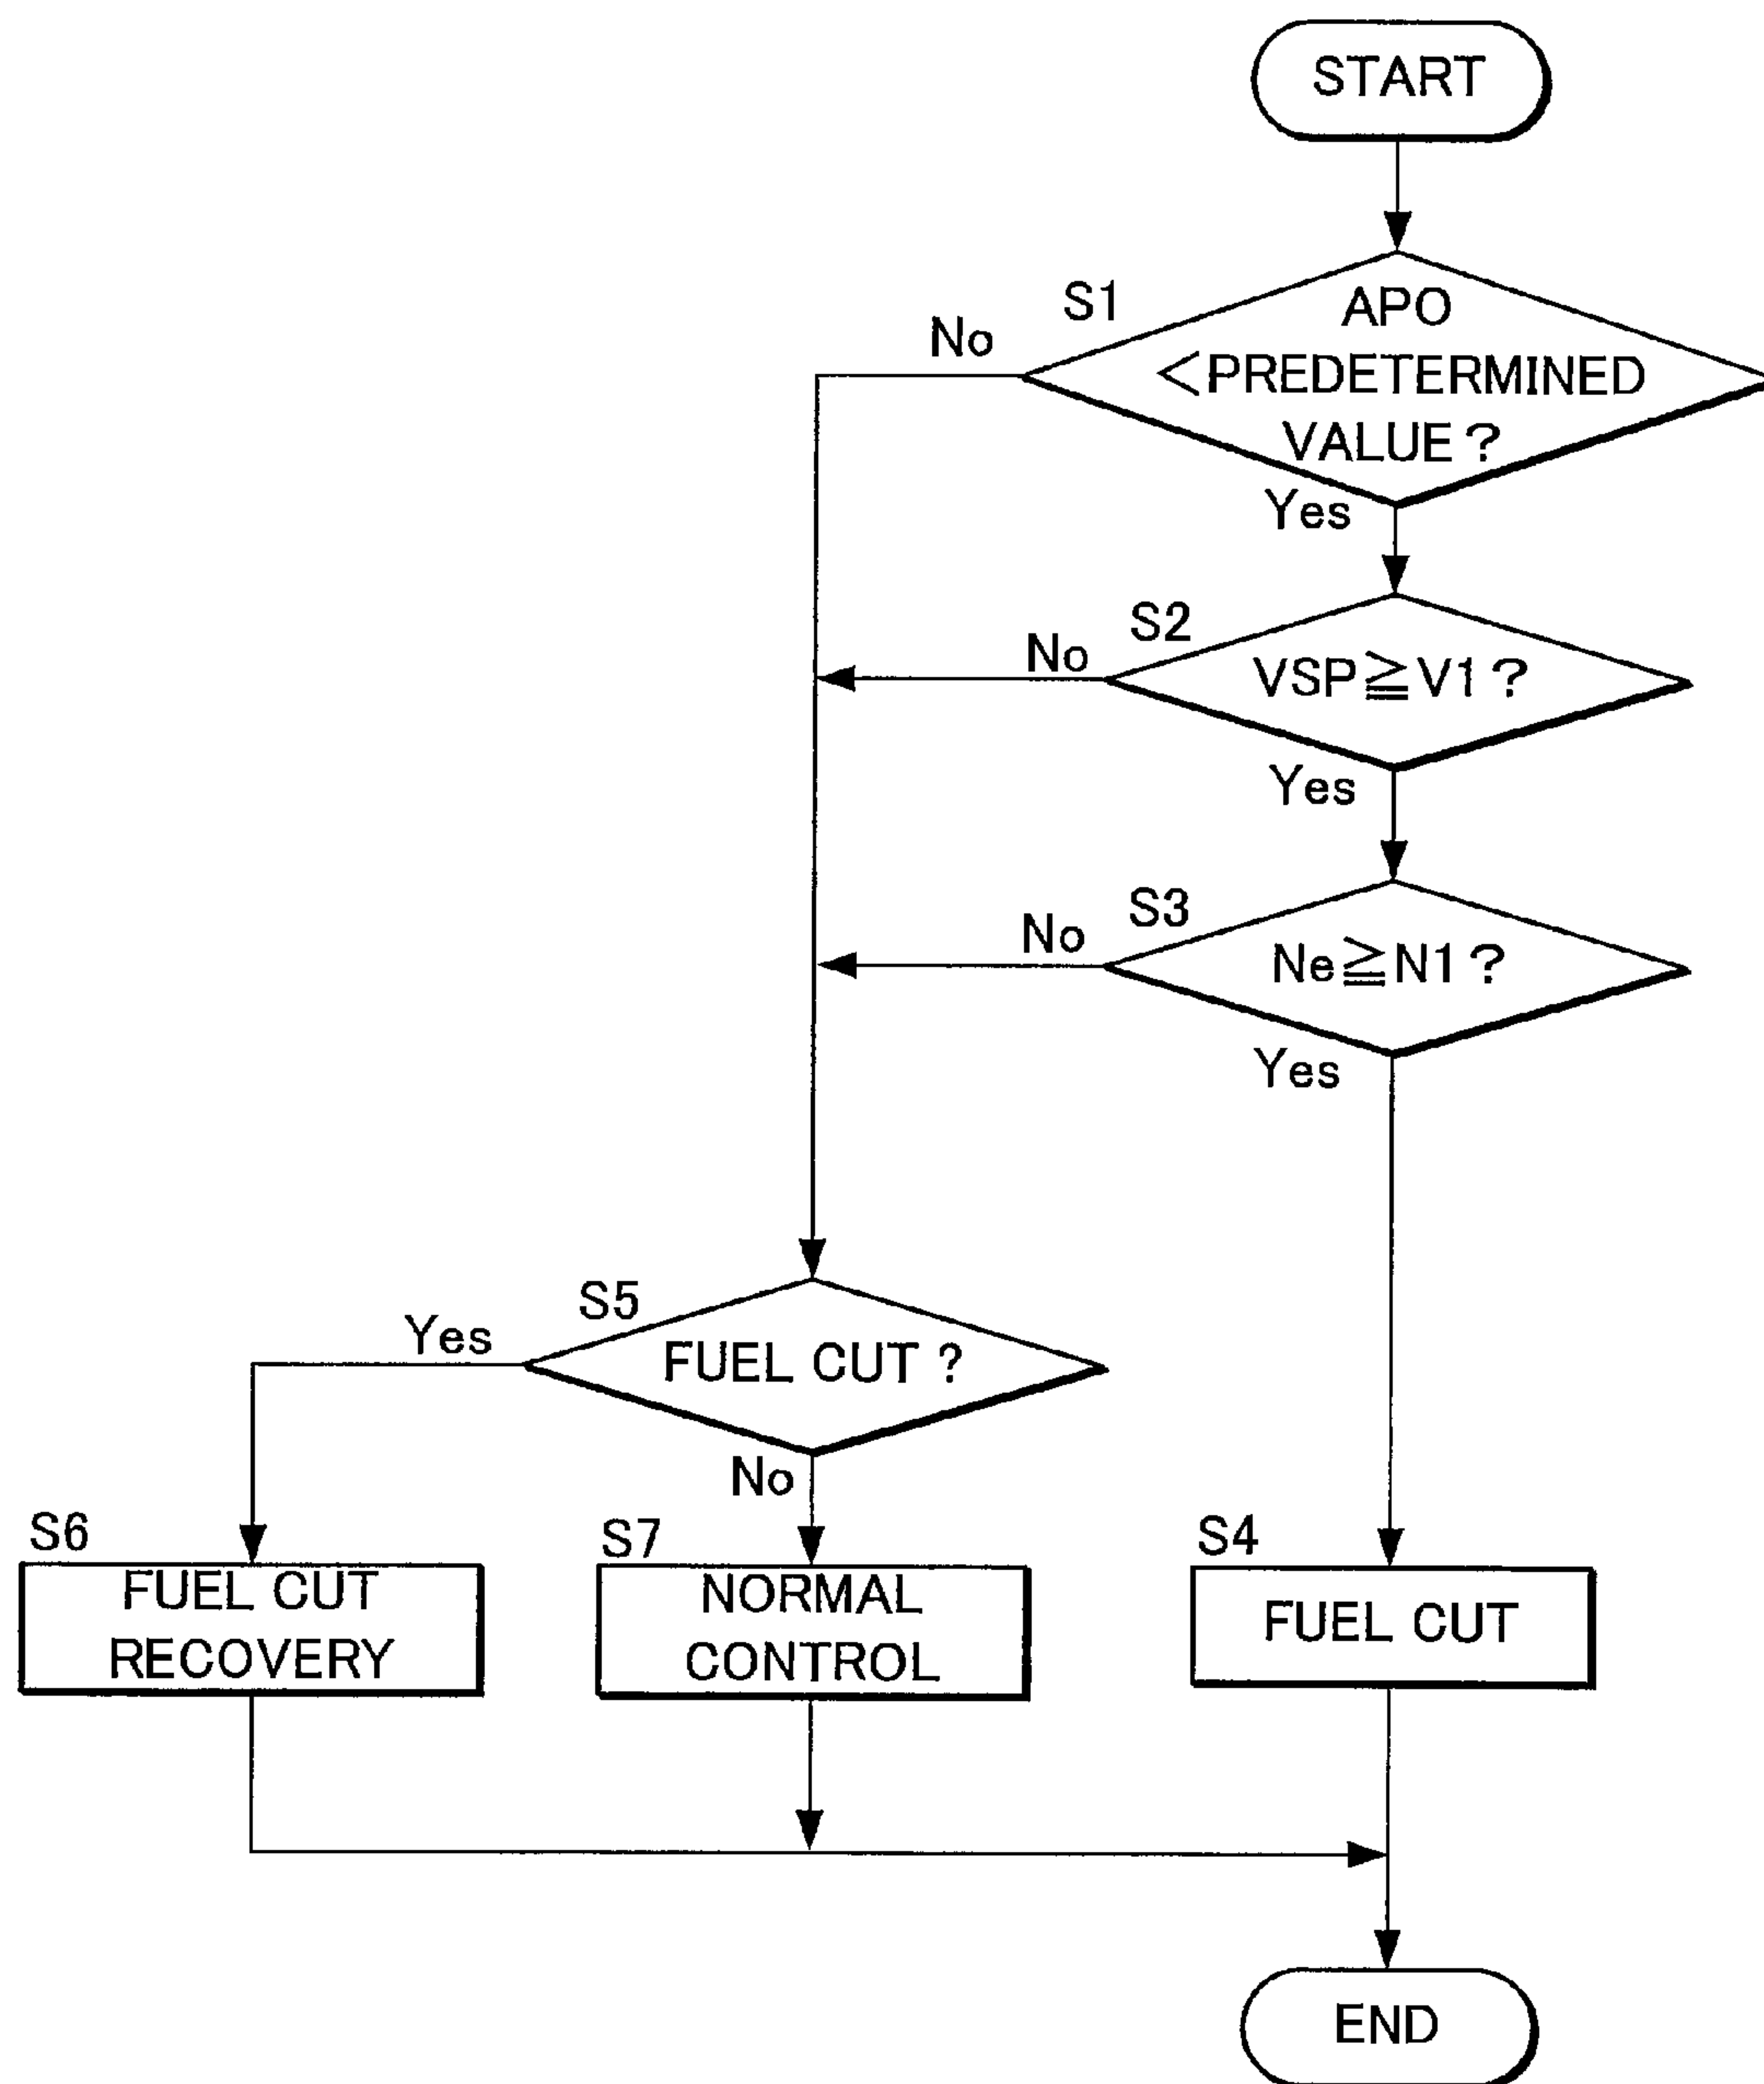 START
S1
APO
No
<PREDETERMINED
VALUE?
Yes
S2
No
VSP≧V1?
Yes
S3
No
Ne≧N1?
Yes
S5
Yes
FUEL CUT?
No
S6
S7
S4
FUEL CUT
RECOVERY
NORMAL
CONTROL
FUEL CUT
END